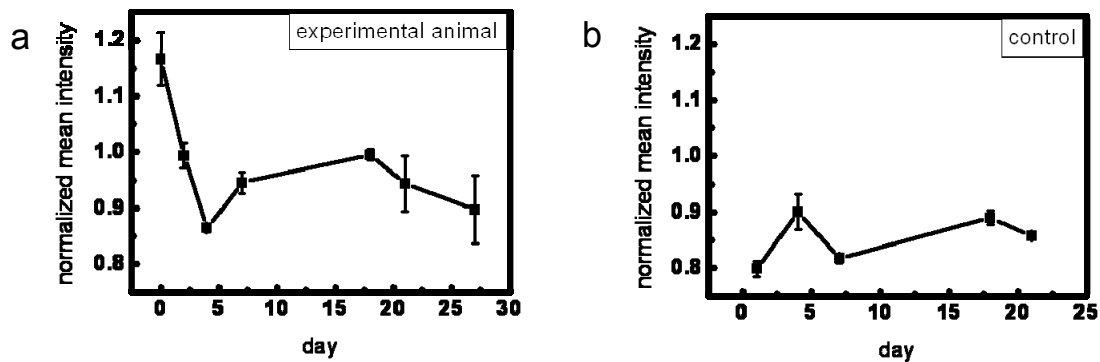 a
experimental animal
normalized mean intensity
1.2
1.1
1.0
0.9
0.8
0 5 10 15 20 25 30
day
b
control
normalized mean intensity
1.2
1.1
1.0
0.9
0.8
0 5 10 15 20 25
day